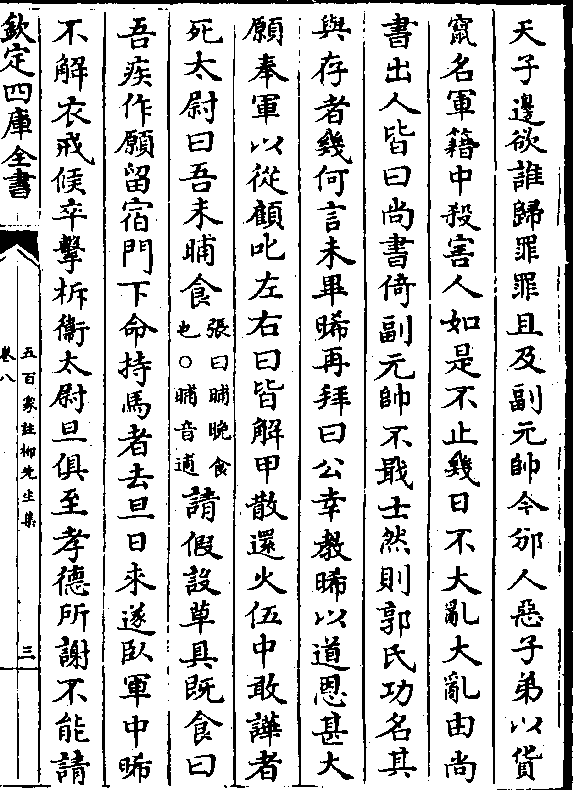 天子邊欲誰歸罪罪且及副元帥今邠人惡子弟以貨
竄名軍籍中殺害人如是不止幾日不大亂大亂由尚
書出人皆曰尚書倚副元帥不戢士然則郭氏功名其
與存者幾何言未畢晞再拜曰公幸教晞以道恩甚大
願奉軍以從顧叱左右曰皆解甲散還火伍中敢譁者
死太尉曰吾未晡食張曰晡晚食也○晡音逋請假設草具既食曰
吾疾作願留宿門下命持馬者去旦日來遂臥軍中晞
不解衣戒候卒擊柝衞太尉旦俱至孝德所謝不能請
欽定四庫全書
五百家註柳先生集
卷八
三